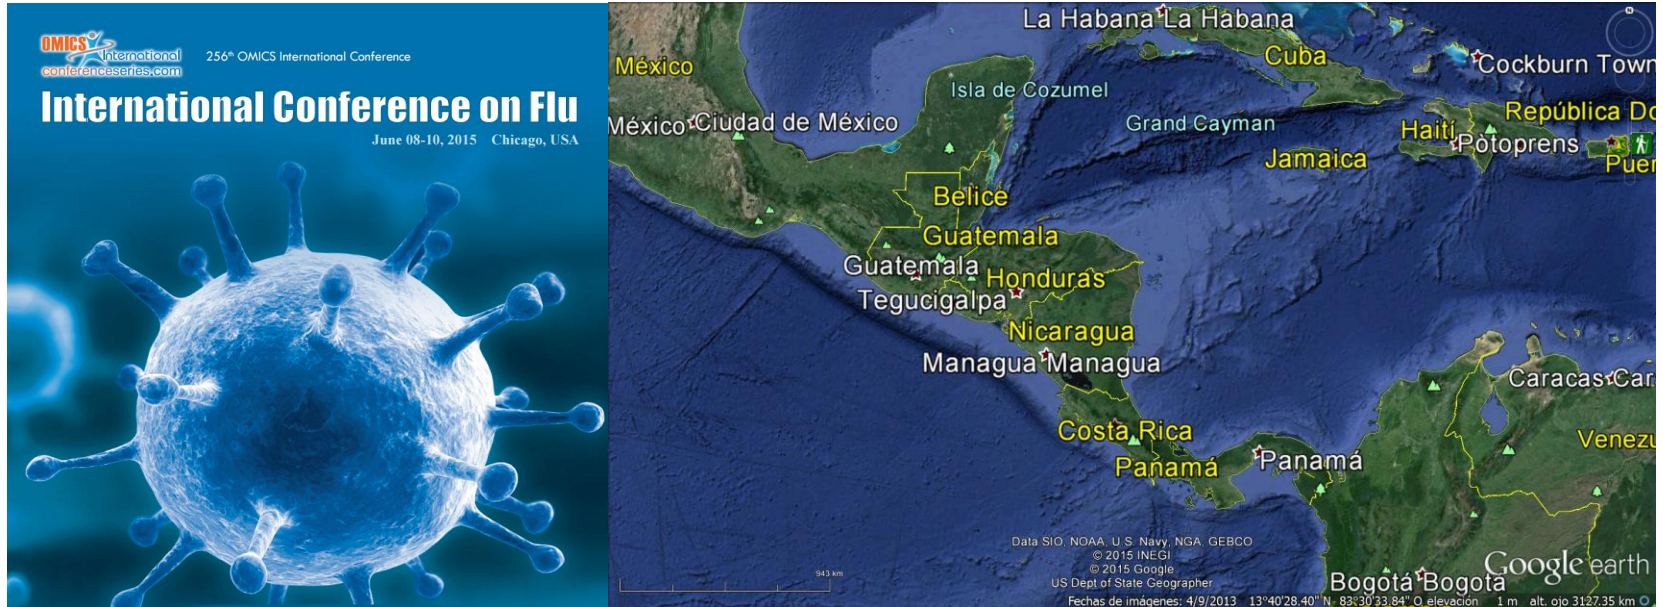 OMICS International
conferenceseries.com
256th OMICS International Conference
International Conference on Flu
June 08-10, 2015 Chicago, USA
La Habana La Habana
Cuba
México
Cockburn Town
Isla de Cozumel
República Do
México Ciudad de México
Grand Cayman
Haití
Pòtoprens
Jamaica
Puer
Belice
Guatemala
Guatemala
Honduras
Tegucigalpa
Nicaragua
Managua Managua
Caracas Car
Costa Rica
Venezu
Panamá
Panamá
Data SIO, NOAA, U.S. Navy, NGA, GEBCO
© 2015 INEGI
© 2015 Google
US Dept of State Geographer
943 km
Google earth
Bogotá Bogotá
Fechas de imágenes: 4/9/2013 13°40'28.40" N 83°30'33.84" O elevación 1 m alt. ojo 3127.35 km